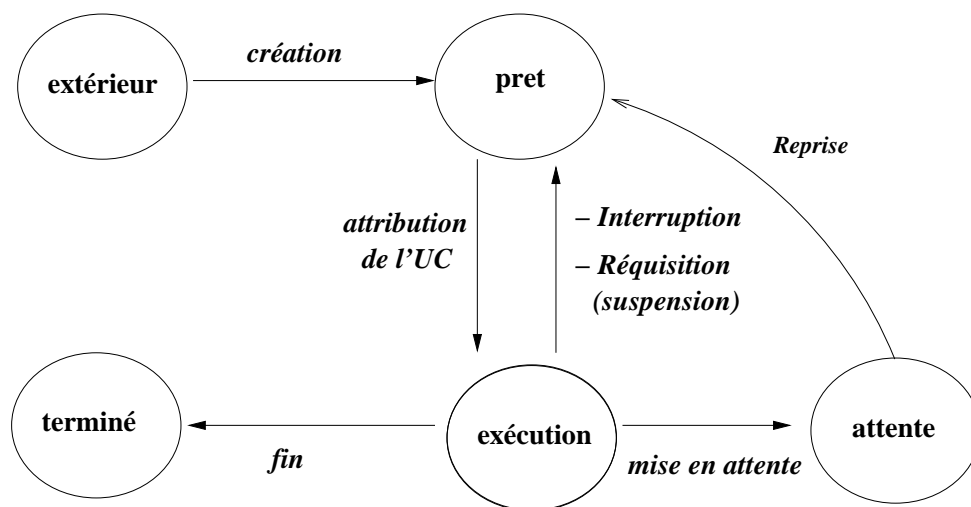 extérieur
création
pret
Reprise
attribution
de l'UC
– Interruption
– Réquisition
(suspension)
terminé
fin
exécution
mise en attente
attente